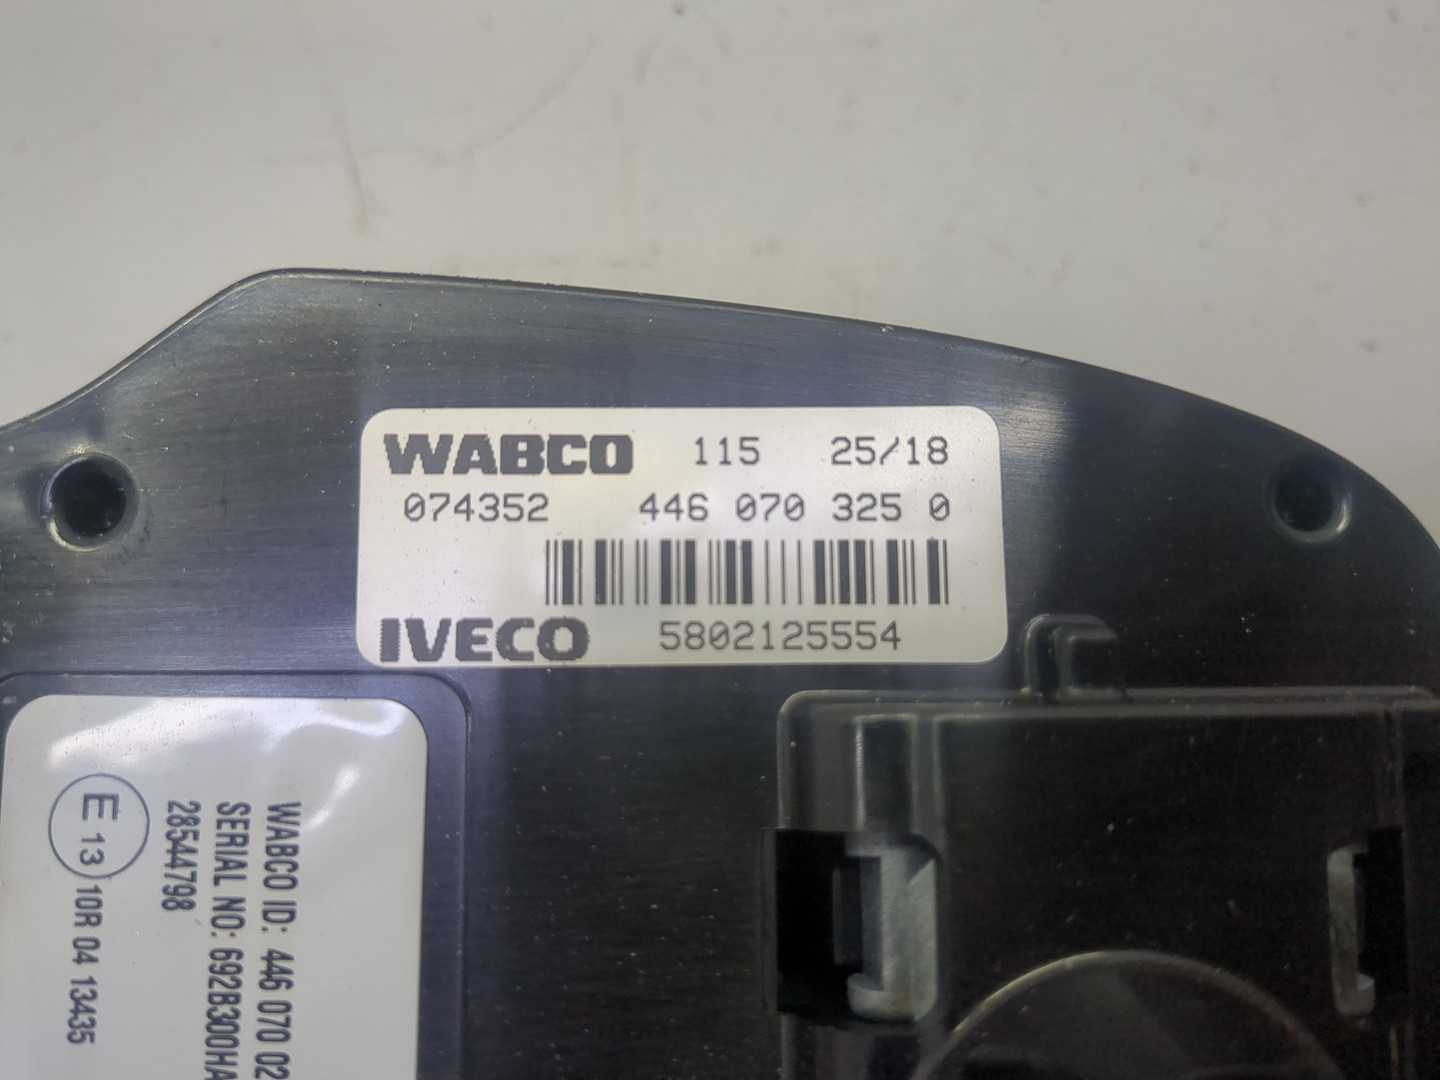 WABCO 115 25/18
074352 446 070 325 0
IVECO 5802125554
WABCO ID: 446 070 02
SERIAL NO: 692B300HA
28544798
E 13 10R 04 13435